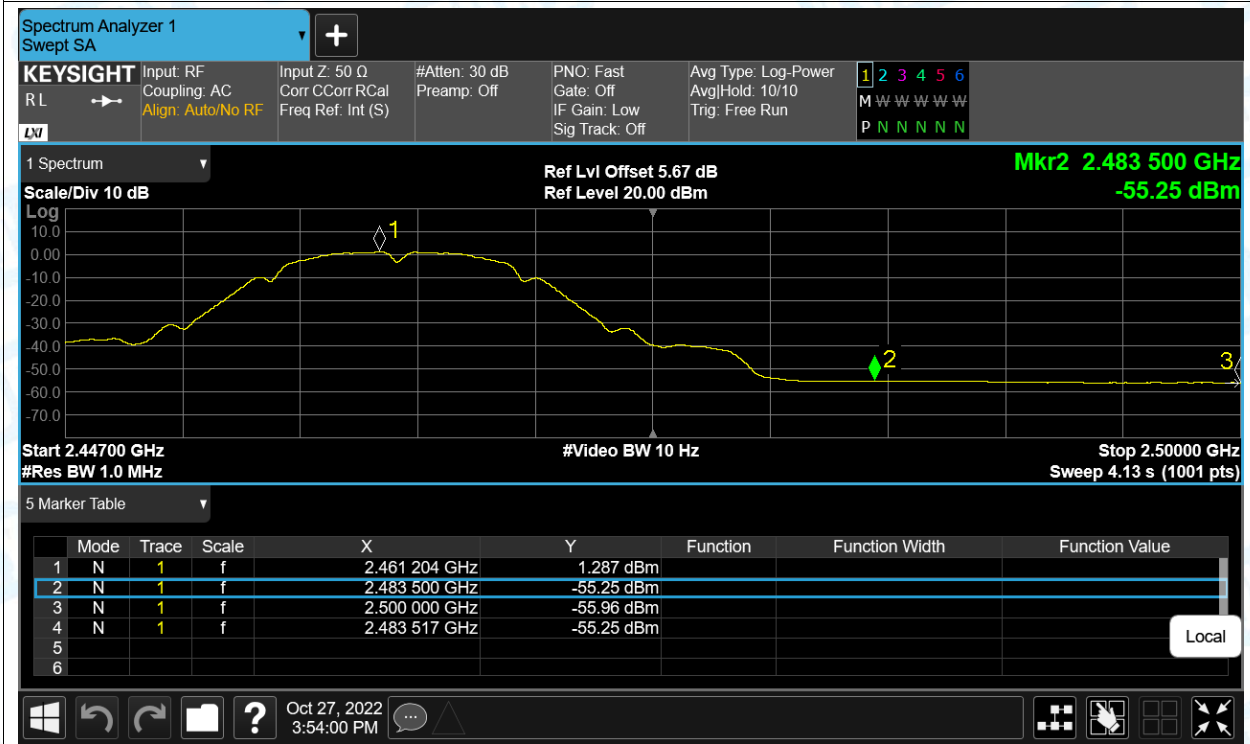 Spectrum Analyzer 1
Swept SA
+
KEYSIGHT
R L
LXI
Input: RF
Coupling: AC
Align: Auto/No RF
Input Z: 50 Ω
Corr CCorr RCal
Freq Ref: Int (S)
#Atten: 30 dB
Preamp: Off
PNO: Fast
Gate: Off
IF Gain: Low
Sig Track: Off
Avg Type: Log-Power
Avg|Hold: 10/10
Trig: Free Run
1 2 3 4 5 6
M W W W W W W
P N N N N N
1 Spectrum
Scale/Div 10 dB
Ref Lvl Offset 5.67 dB
Ref Level 20.00 dBm
Mkr2 2.483 500 GHz
-55.25 dBm
Log
10.0
0.00
-10.0
-20.0
-30.0
-40.0
-50.0
-60.0
-70.0
1
2
3
Start 2.44700 GHz
#Video BW 10 Hz
Stop 2.50000 GHz
#Res BW 1.0 MHz
Sweep 4.13 s (1001 pts)
5 Marker Table
Mode Trace Scale X Y Function Function Width Function Value
1 N 1 f 2.461 204 GHz 1.287 dBm
2 N 1 f 2.483 500 GHz -55.25 dBm
3 N 1 f 2.500 000 GHz -55.96 dBm
4 N 1 f 2.483 517 GHz -55.25 dBm
5
6
Local
?
Oct 27, 2022
3:54:00 PM